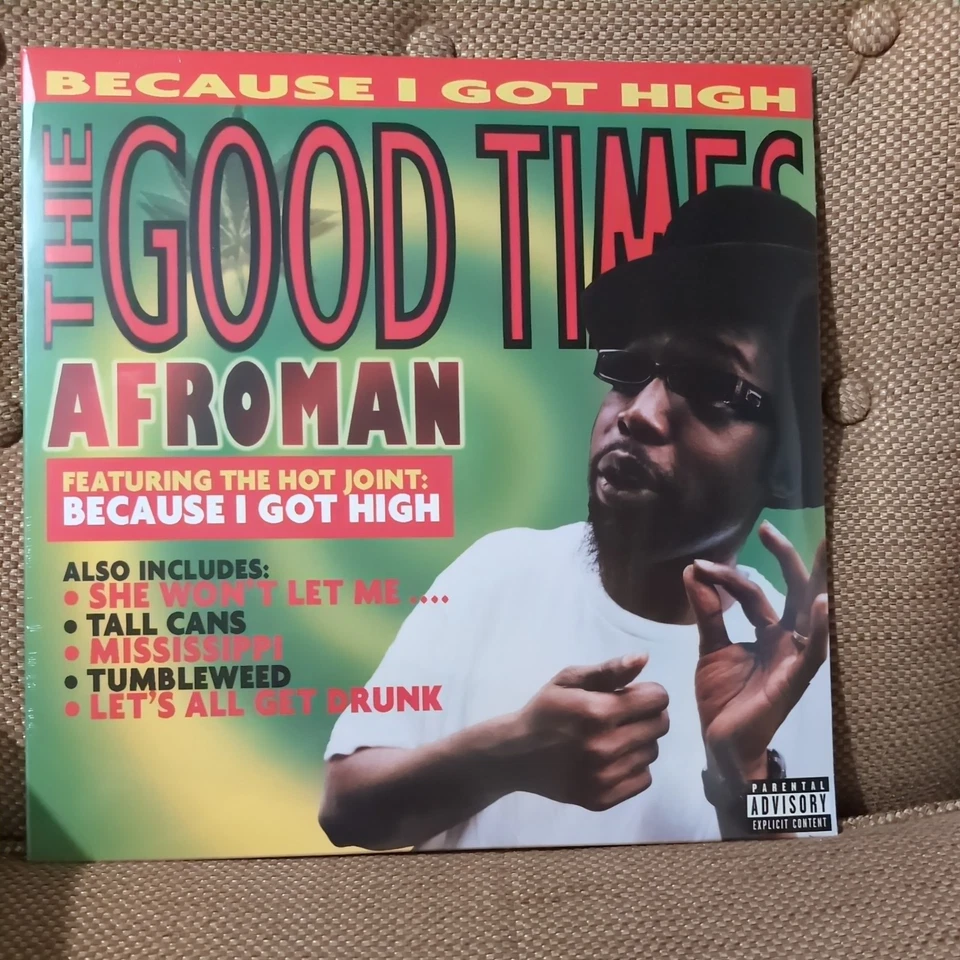 BECAUSE I GOT HIGH
THE GOOD TIMES
AFROMAN
FEATURING THE HOT JOINT:
BECAUSE I GOT HIGH
ALSO INCLUDES:
• SHE WON'T LET ME ....
• TALL CANS
• MISSISSIPPI
• TUMBLEWEED
• LET'S ALL GET DRUNK
PARENTAL
ADVISORY
EXPLICIT CONTENT